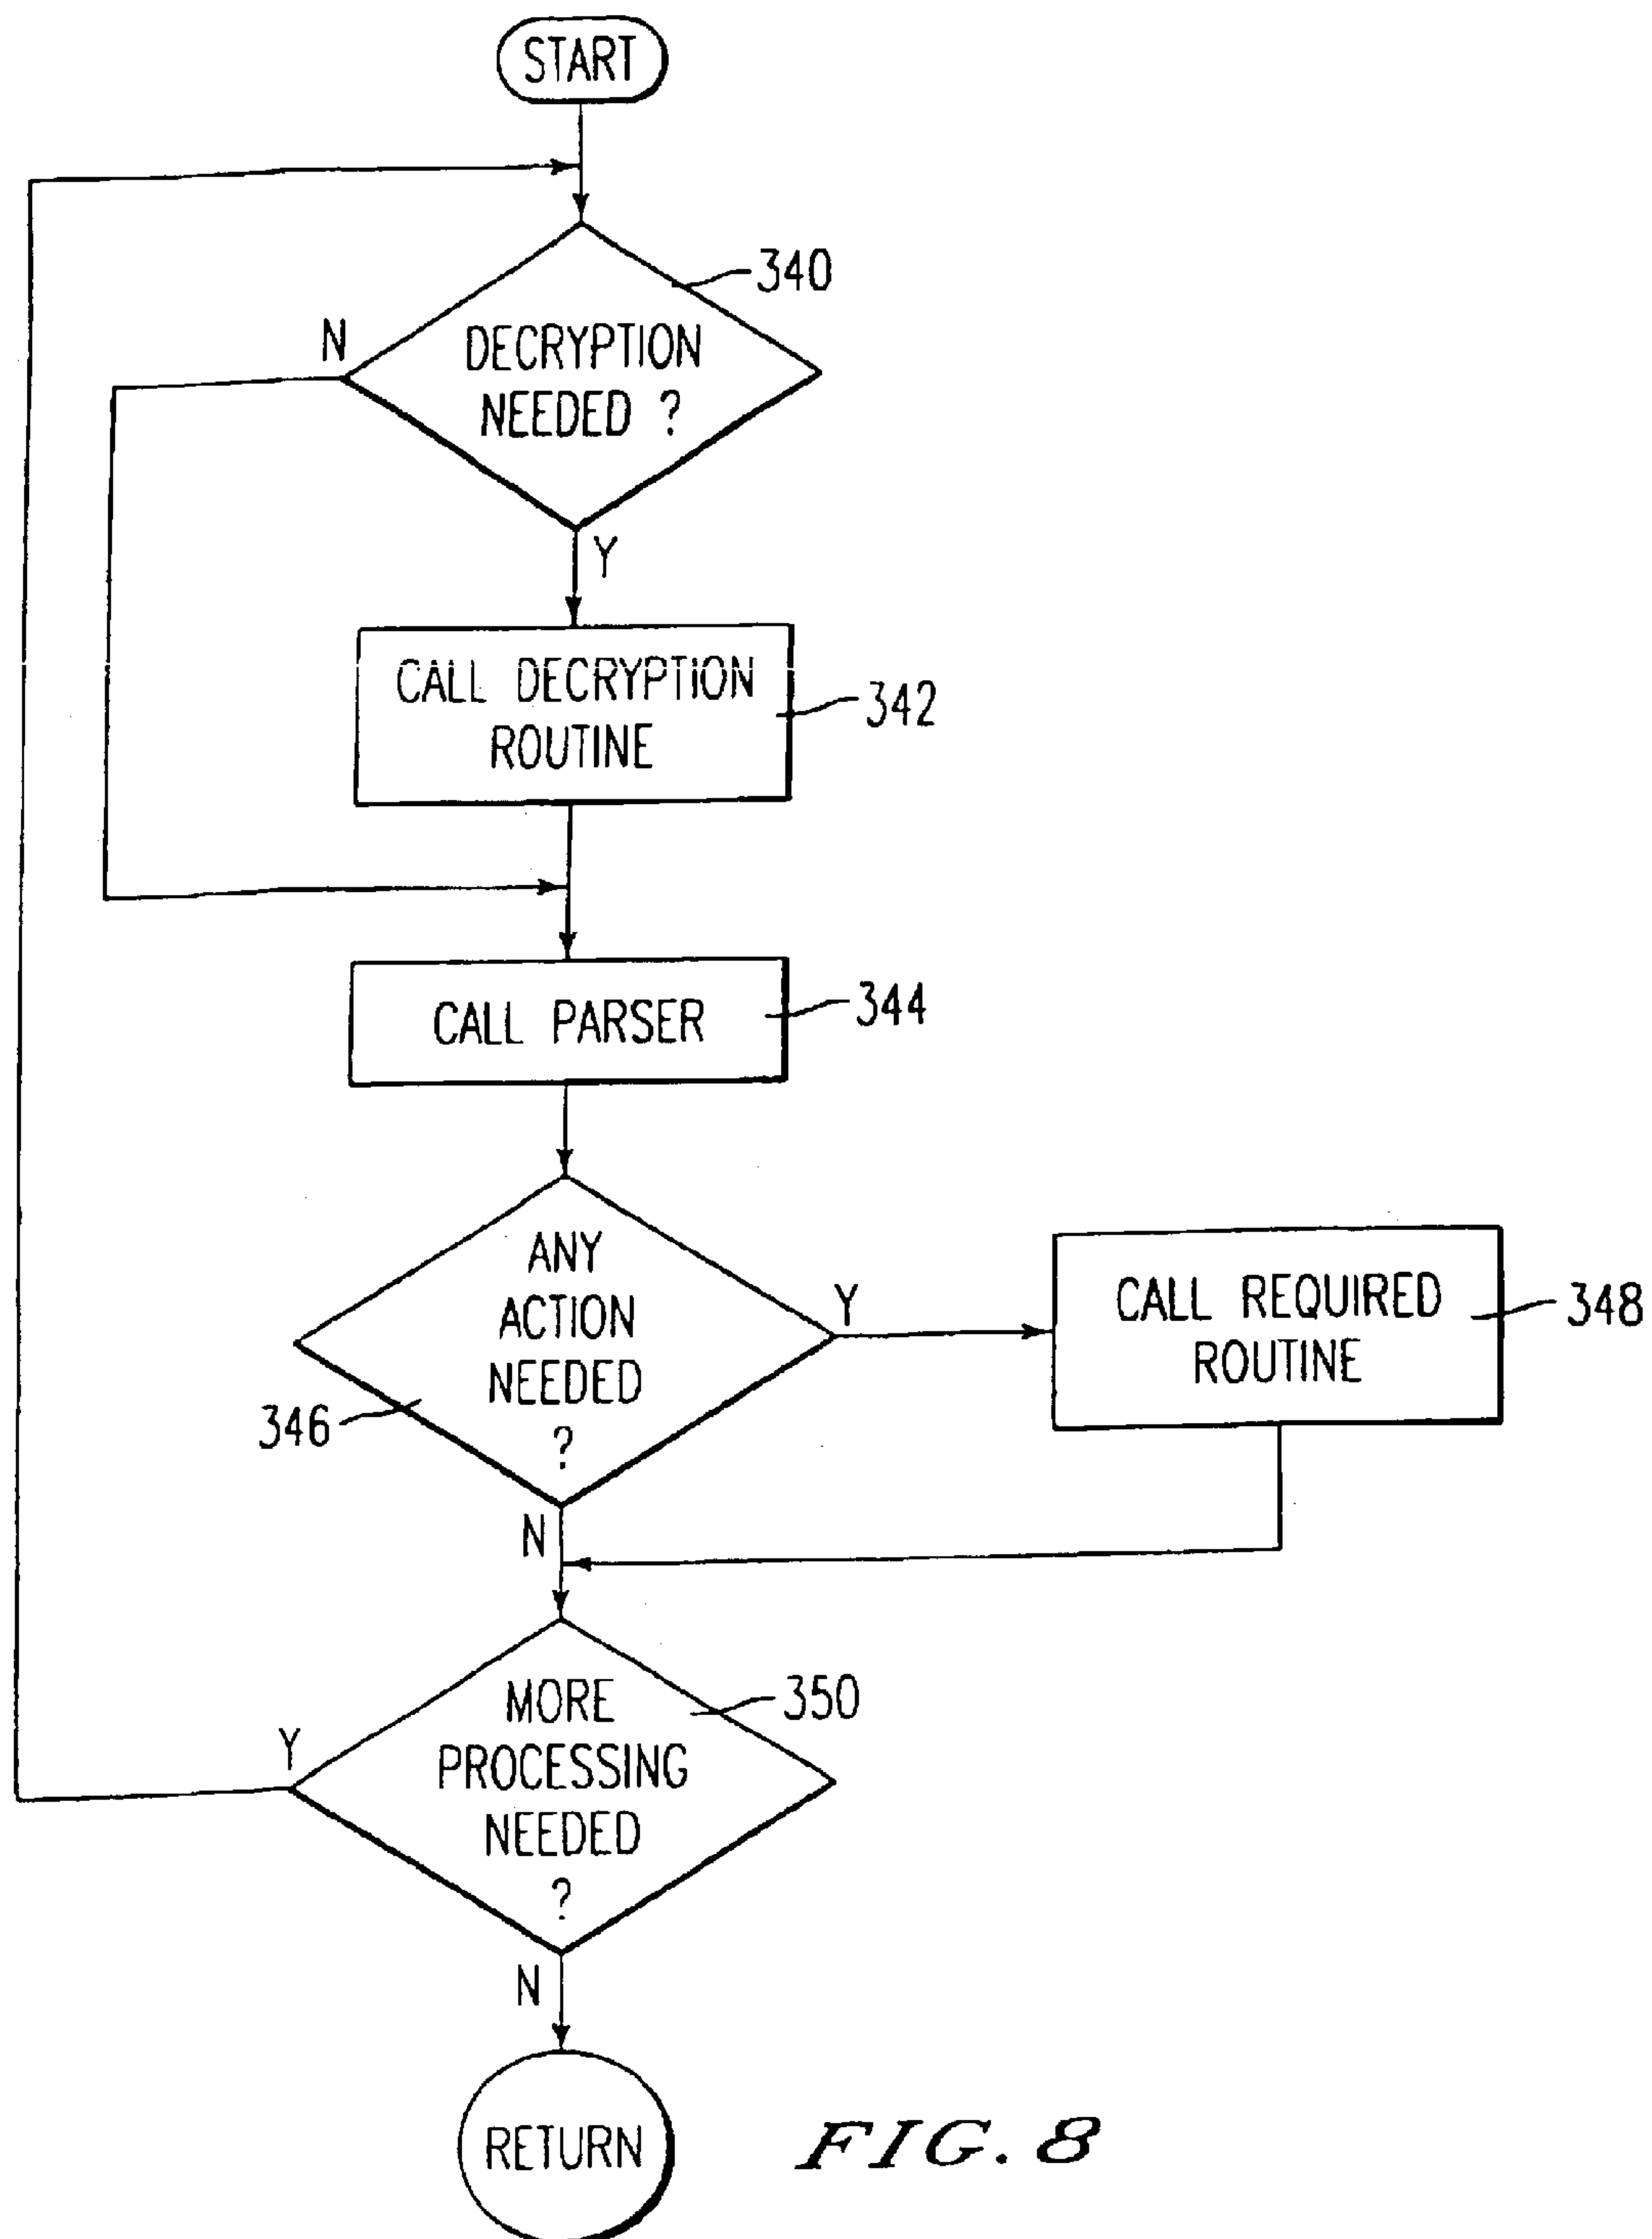 START
340
N
DECRYPTION
NEEDED ?
Y
CALL DECRYPTION
ROUTINE
342
CALL PARSER
344
ANY
ACTION
NEEDED
?
346
Y
CALL REQUIRED
ROUTINE
348
N
MORE
PROCESSING
NEEDED
?
350
Y
N
RETURN
FIG. 8